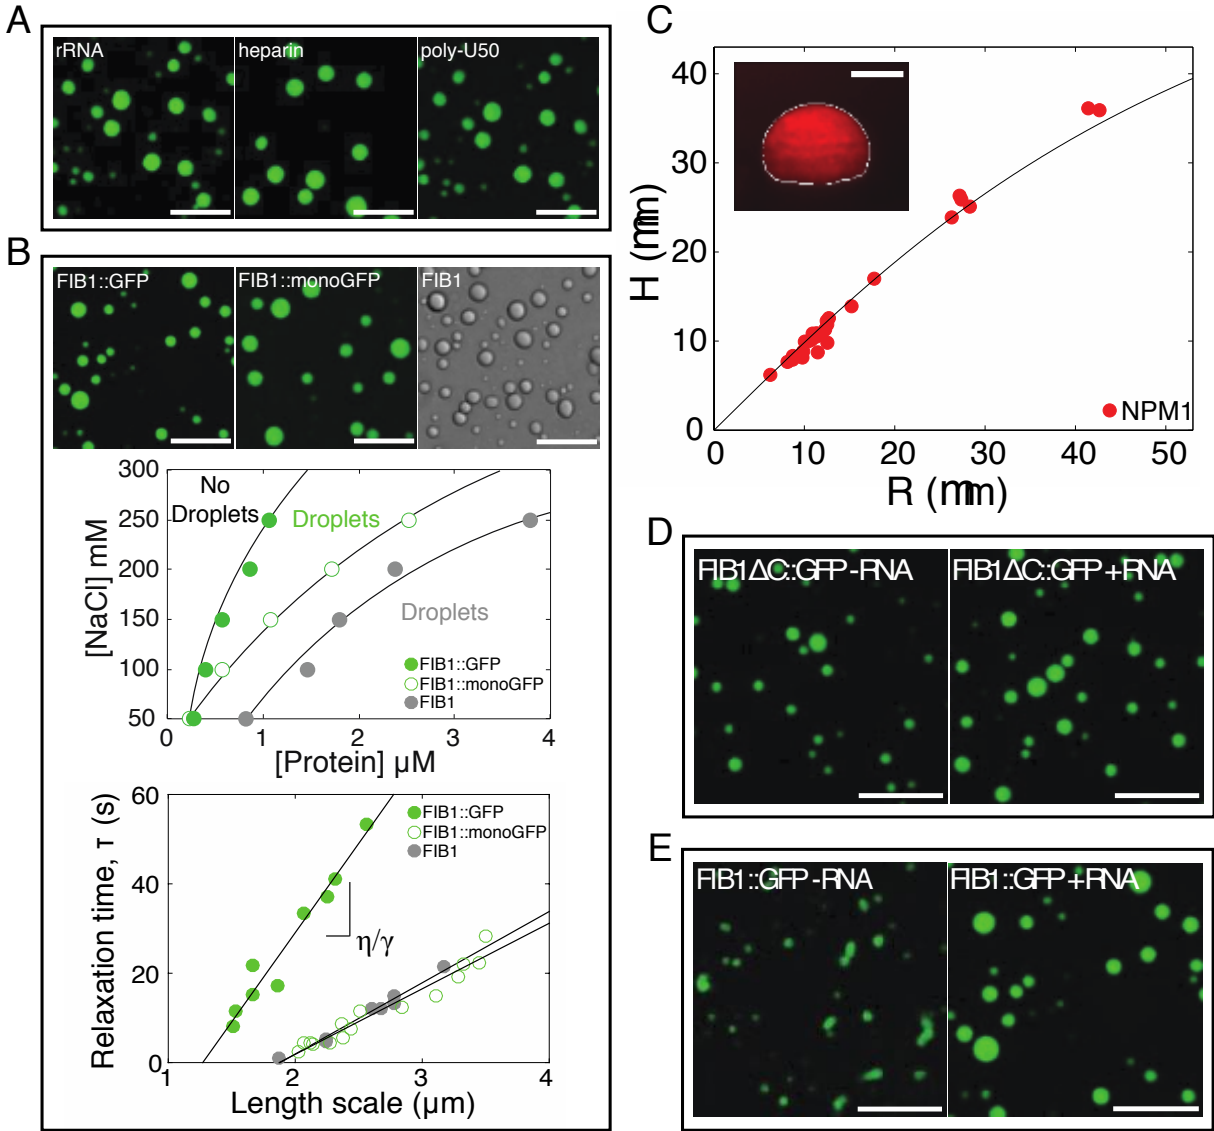 A
rRNA
heparin
poly-U50
B
FIB1::GFP
FIB1::monoGFP
FIB1
300
250
200
150
100
50
[NaCl] mM
No
Droplets
Droplets
Droplets
FIB1::GFP
FIB1::monoGFP
FIB1
0
1
2
3
4
[Protein] µM
60
40
20
0
Relaxation time, τ (s)
FIB1::GFP
FIB1::monoGFP
FIB1
η/γ
1
2
3
4
Length scale (µm)
C
40
30
20
10
0
H (mm)
NPM1
0
10
20
30
40
50
R (mm)
D
FIB1ΔC::GFP -RNA
FIB1ΔC::GFP +RNA
E
FIB1::GFP -RNA
FIB1::GFP +RNA